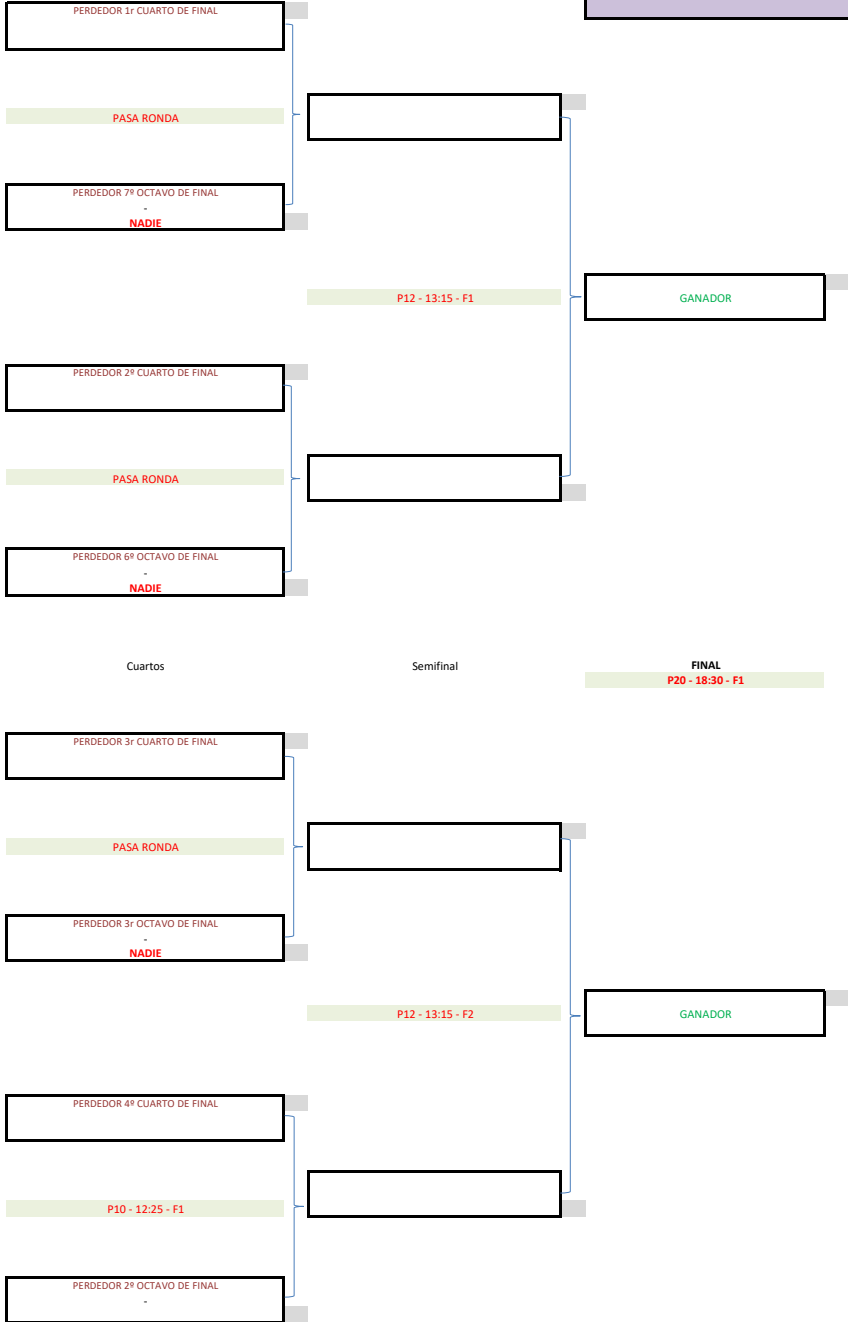 PERDEDOR 1r CUARTO DE FINAL
PASA RONDA
PERDEDOR 7º OCTAVO DE FINAL
-
NADIE
P12 - 13:15 - F1
GANADOR
PERDEDOR 2º CUARTO DE FINAL
PASA RONDA
PERDEDOR 6º OCTAVO DE FINAL
-
NADIE
Cuartos
Semifinal
FINAL
P20 - 18:30 - F1
PERDEDOR 3r CUARTO DE FINAL
PASA RONDA
PERDEDOR 3r OCTAVO DE FINAL
-
NADIE
P12 - 13:15 - F2
GANADOR
PERDEDOR 4º CUARTO DE FINAL
P10 - 12:25 - F1
PERDEDOR 2º OCTAVO DE FINAL
-